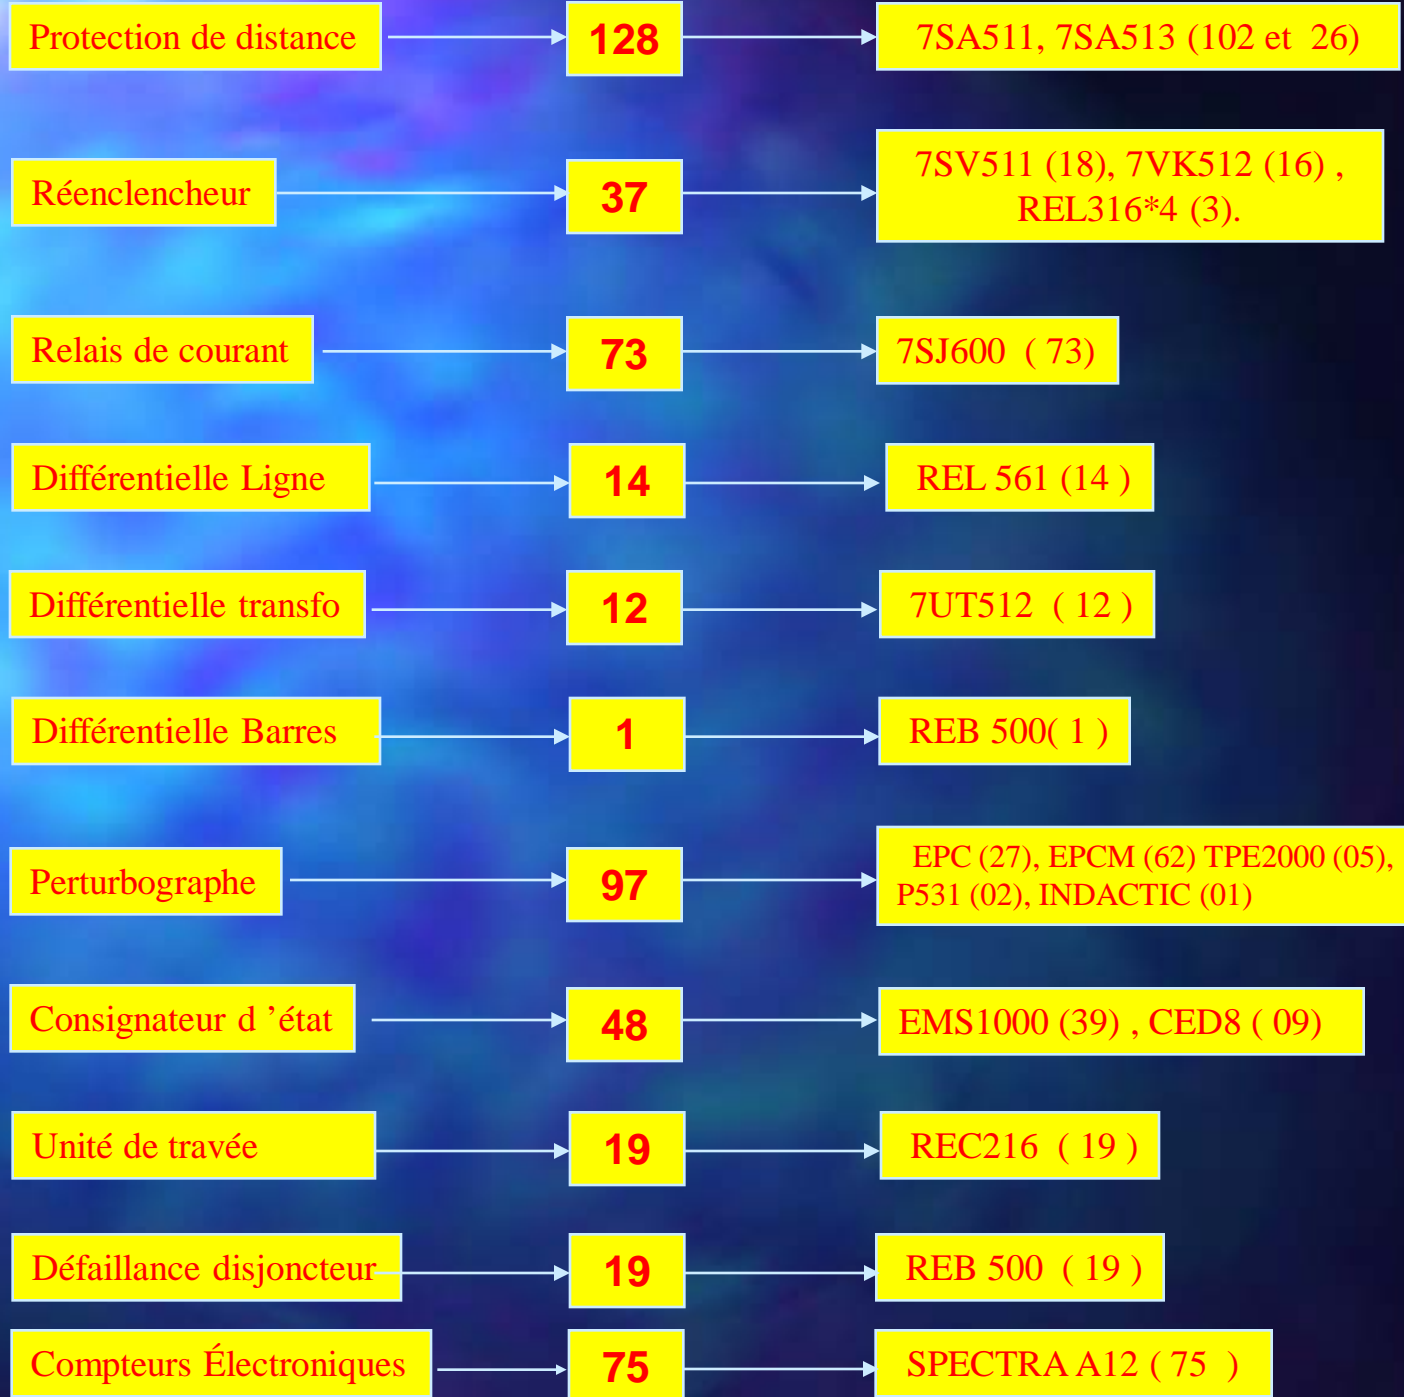 Protection de distance 128 7SA511, 7SA513 (102 et 26)
Réenclencheur 37 7SV511 (18), 7VK512 (16) ,
REL316*4 (3).
Relais de courant 73 7SJ600 ( 73)
Différentielle Ligne 14 REL 561 (14 )
Différentielle transfo 12 7UT512 ( 12 )
Différentielle Barres 1 REB 500( 1 )
Perturbographe 97 EPC (27), EPCM (62) TPE2000 (05),
P531 (02), INDACTIC (01)
Consignateur d ’état 48 EMS1000 (39) , CED8 ( 09)
Unité de travée 19 REC216 ( 19 )
Défaillance disjoncteur 19 REB 500 ( 19 )
Compteurs Électroniques 75 SPECTRA A12 ( 75 )